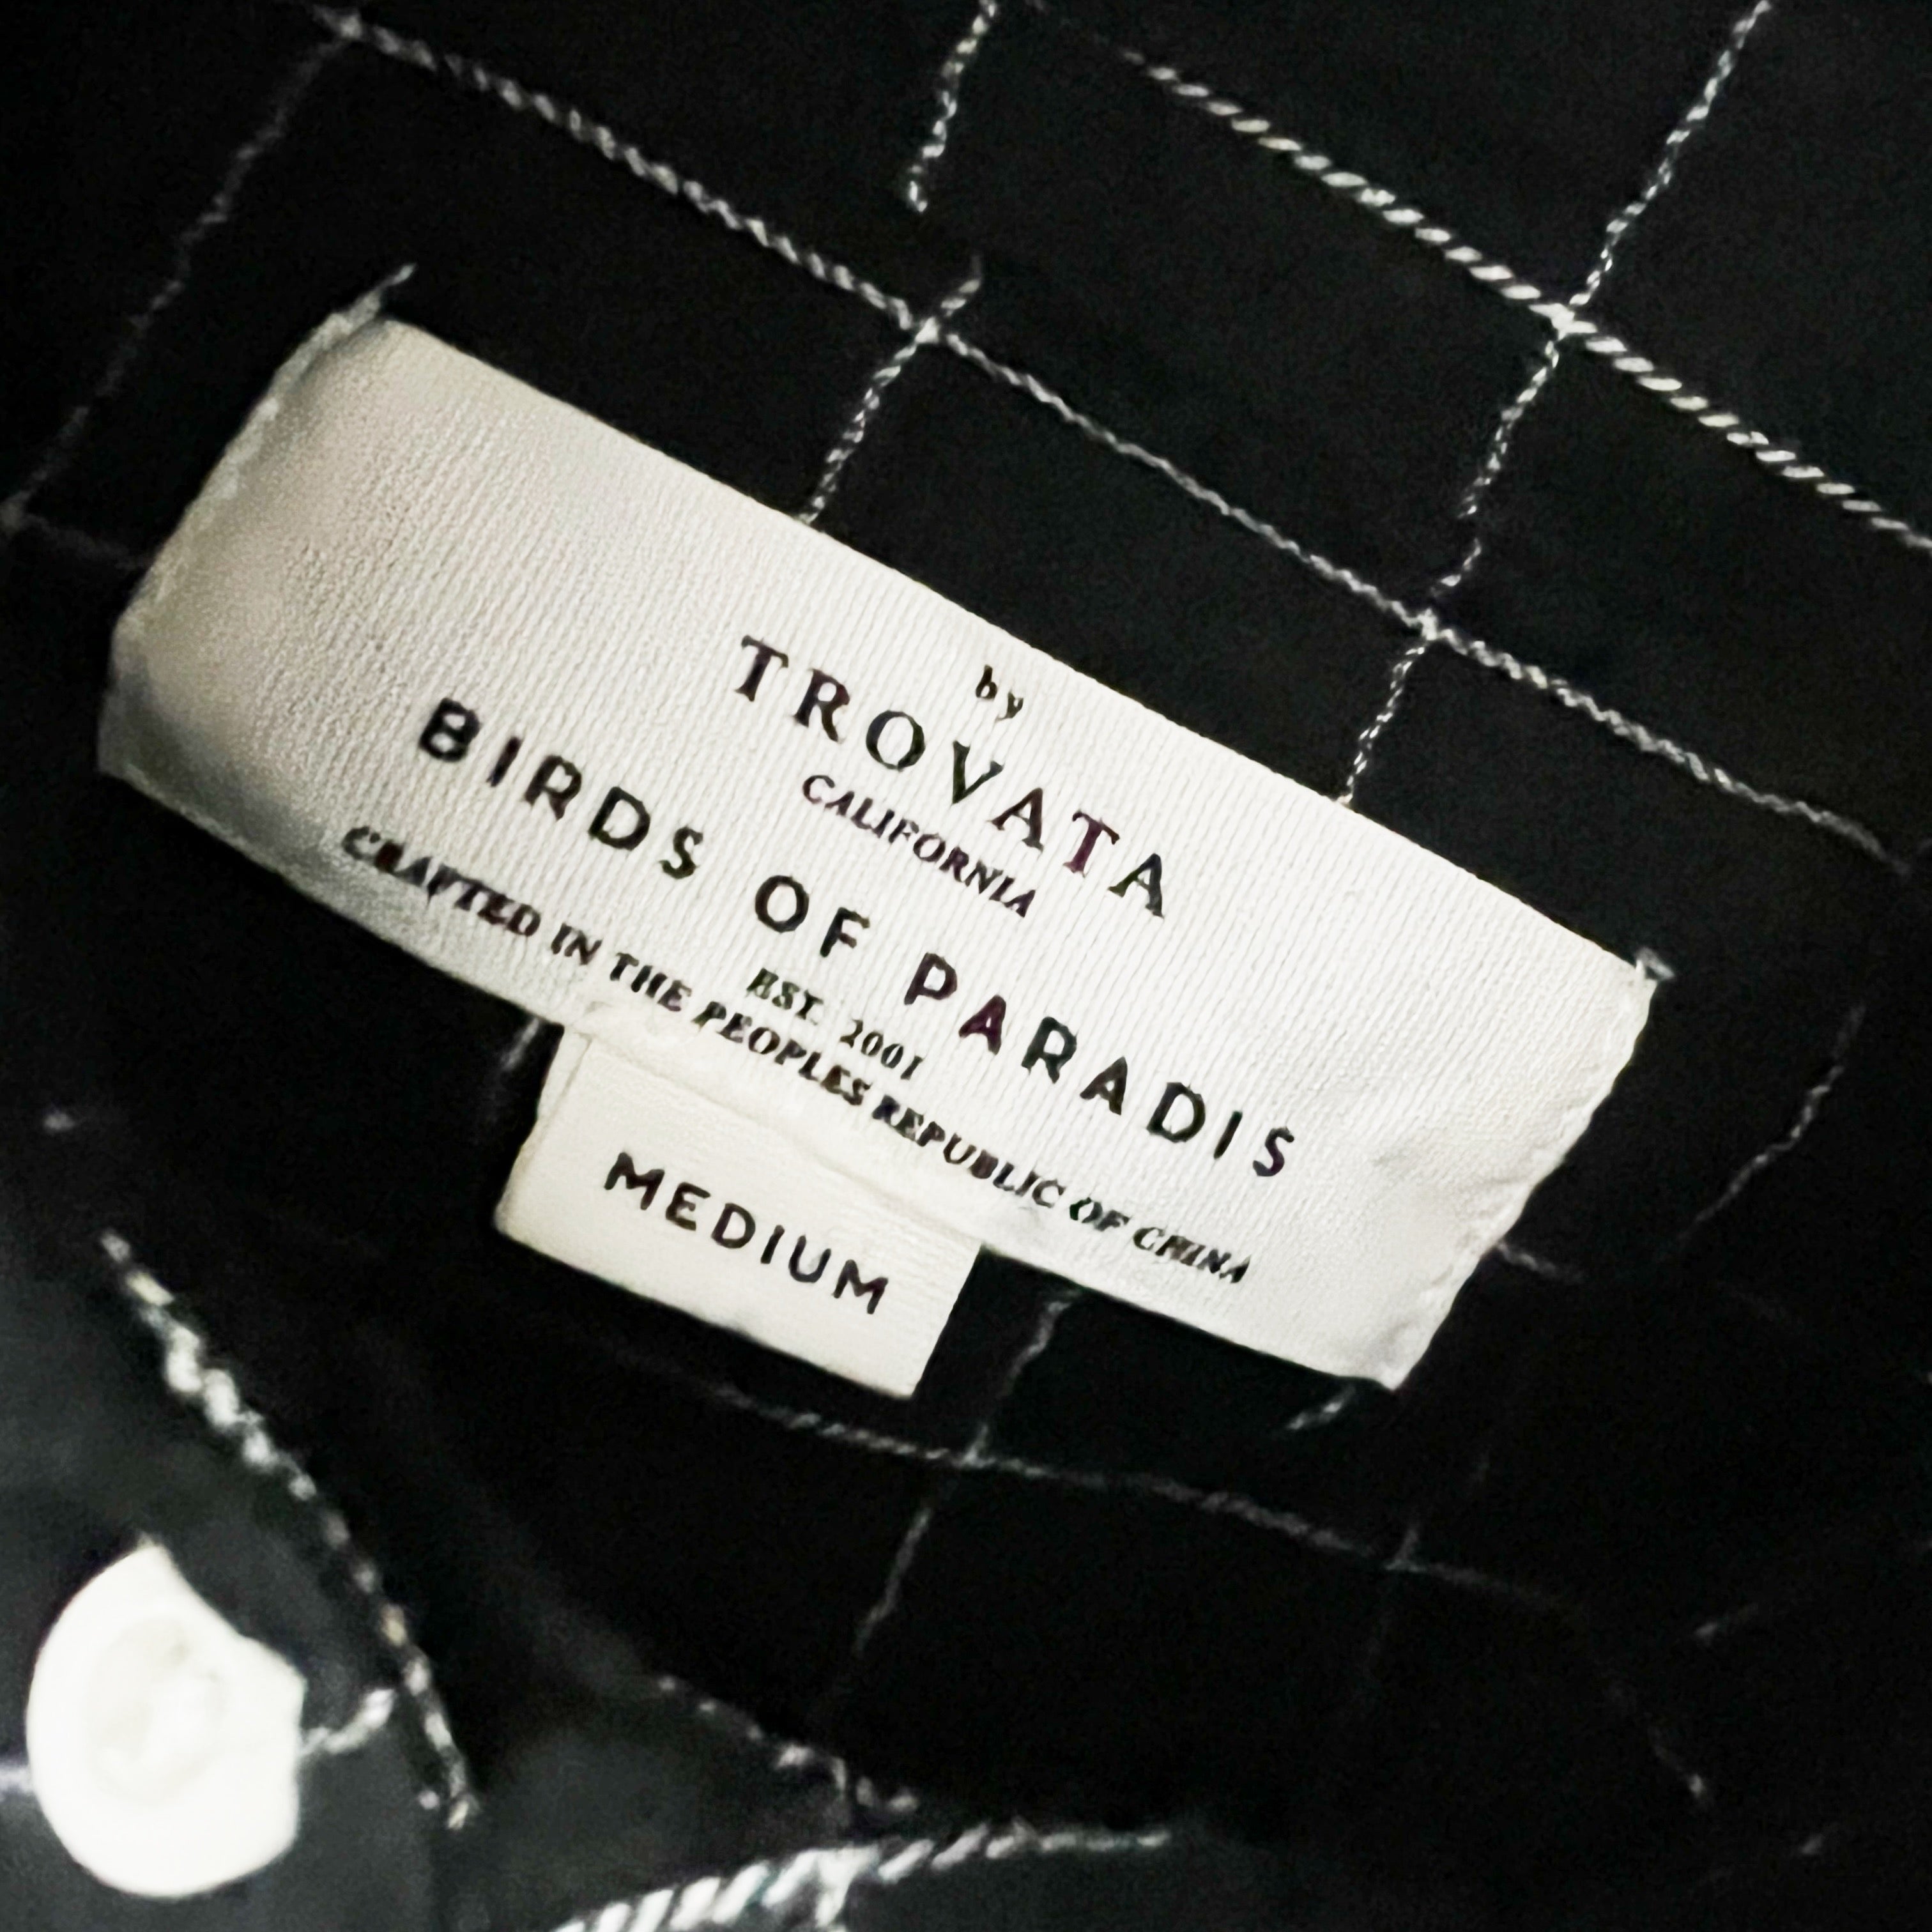 by
TROVATA
CALIFORNIA
BIRDS OF PARADIS
EST. 2001
CRAFTED IN THE PEOPLES REPUBLIC OF CHINA
MEDIUM